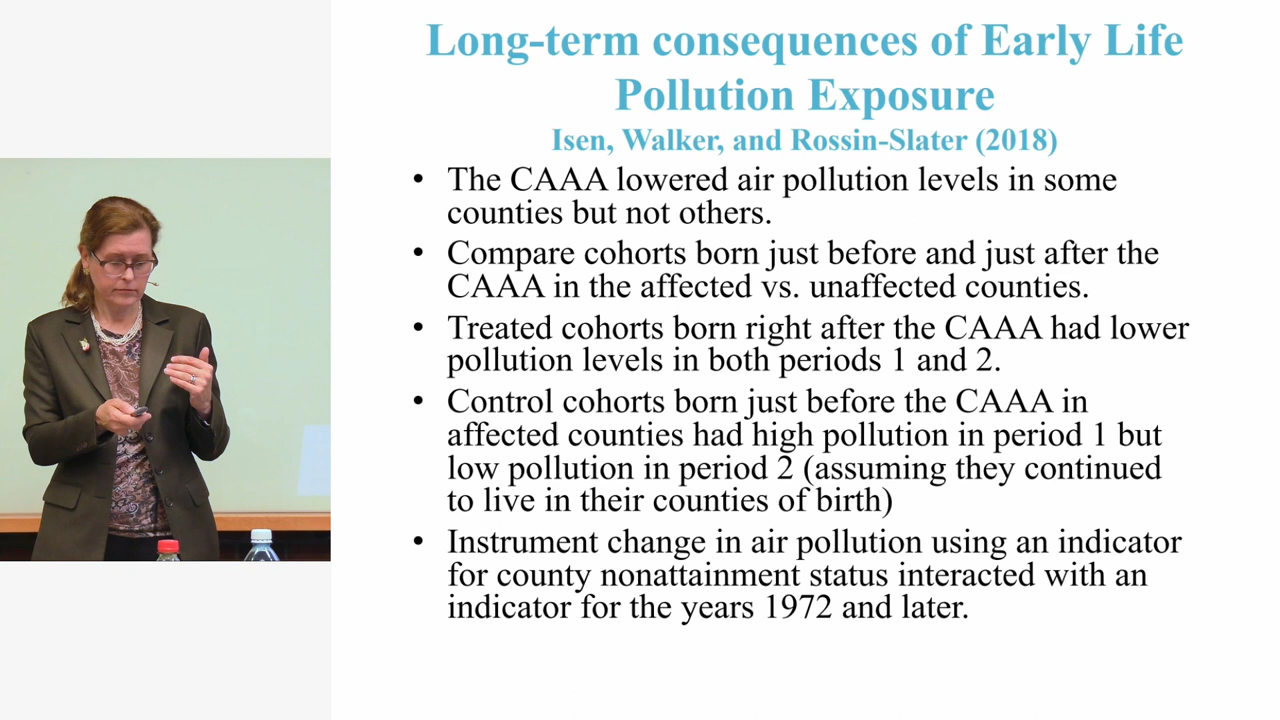 Long-term consequences of Early Life
Pollution Exposure
Isen, Walker, and Rossin-Slater (2018)
• The CAAA lowered air pollution levels in some
counties but not others.
• Compare cohorts born just before and just after the
CAAA in the affected vs. unaffected counties.
• Treated cohorts born right after the CAAA had lower
pollution levels in both periods 1 and 2.
• Control cohorts born just before the CAAA in
affected counties had high pollution in period 1 but
low pollution in period 2 (assuming they continued
to live in their counties of birth)
• Instrument change in air pollution using an indicator
for county nonattainment status interacted with an
indicator for the years 1972 and later.